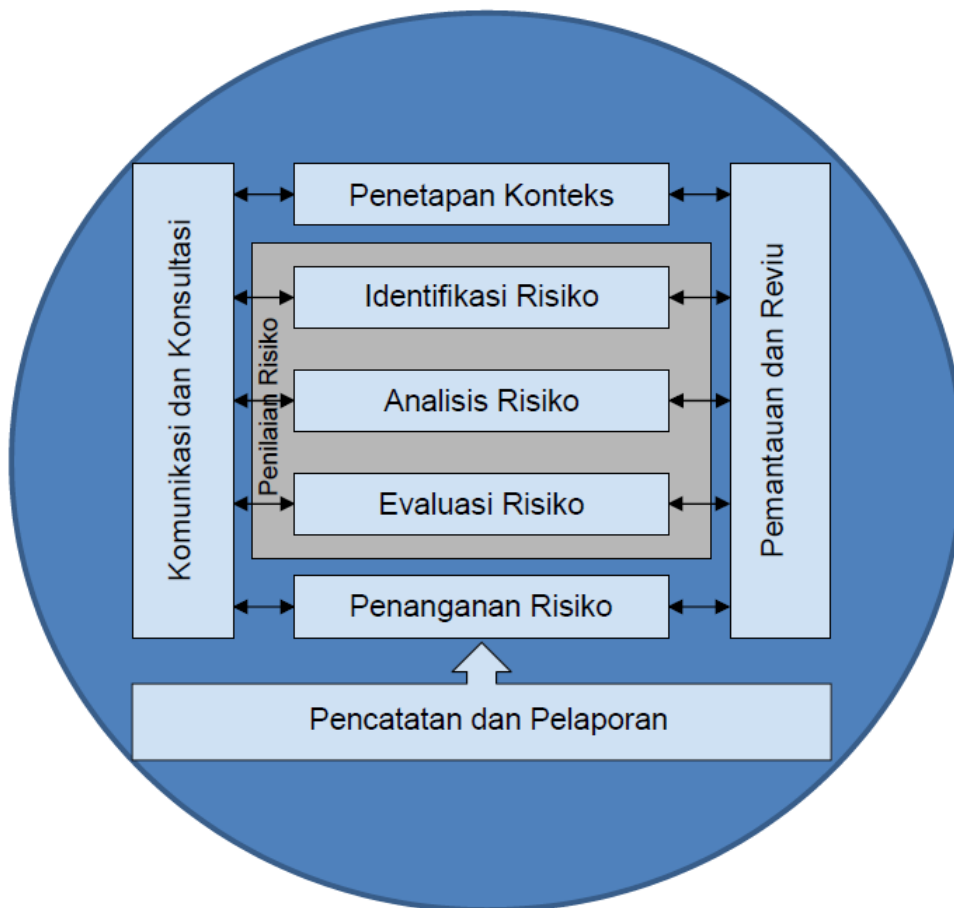 Komunikasi dan Konsultasi
Penetapan Konteks
Penilaian Risiko
Identifikasi Risiko
Analisis Risiko
Evaluasi Risiko
Penanganan Risiko
Pemantauan dan Reviu
Pencatatan dan Pelaporan